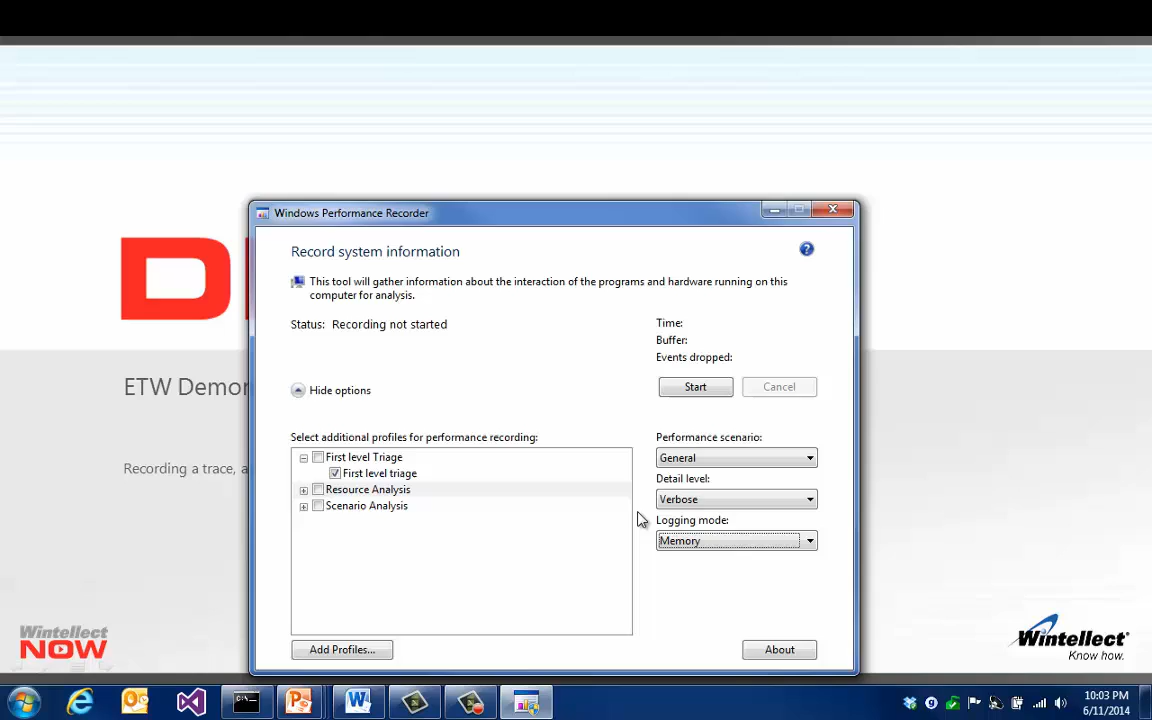 Windows Performance Recorder
Record system information
This tool will gather information about the interaction of the programs and hardware running on this
computer for analysis.
Status: Recording not started
Time:
Buffer:
Events dropped:
Start
Cancel
Hide options
Select additional profiles for performance recording:
First level Triage
First level triage
Resource Analysis
Scenario Analysis
Performance scenario:
General
Detail level:
Verbose
Logging mode:
Memory
Add Profiles...
About
D
ETW Demon
Recording a trace, a
Wintellect
NOW
Wintellect
Know how.
10:03 PM
6/11/2014